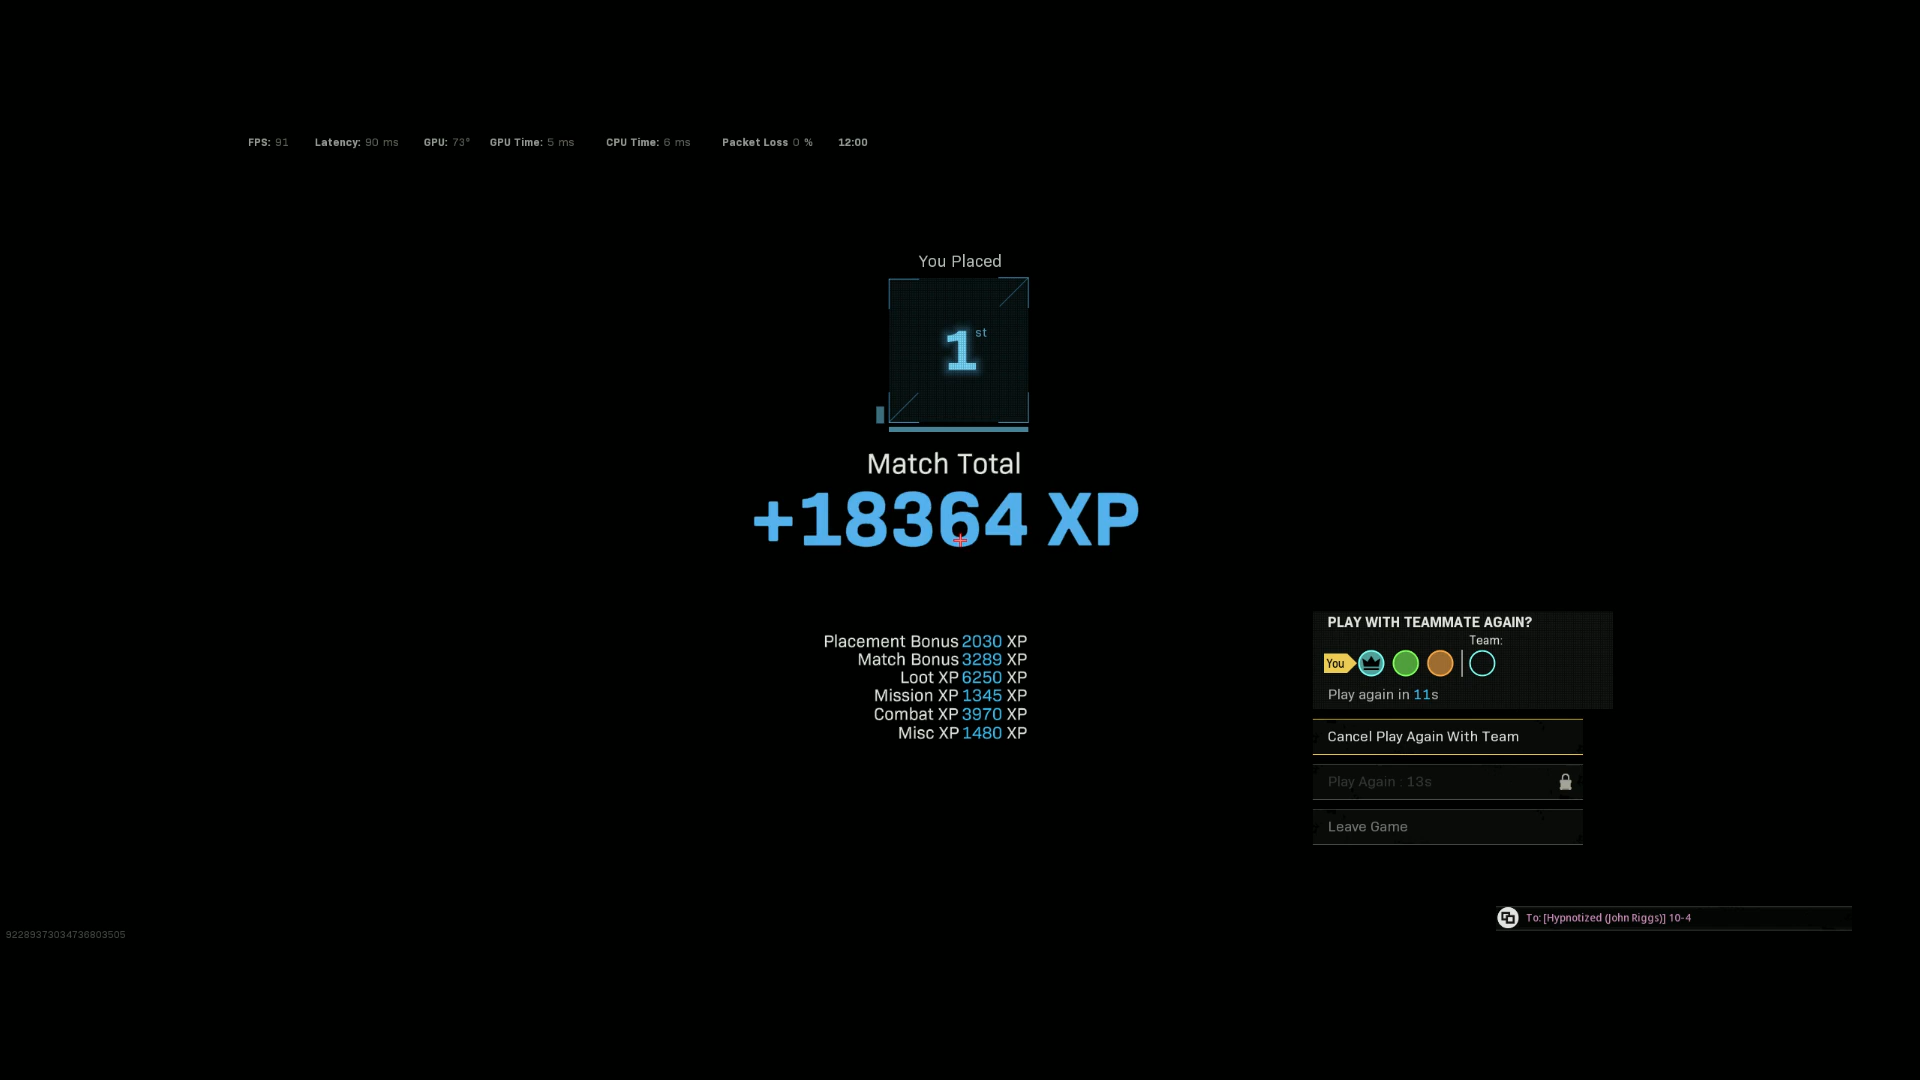 FPS: 91 Latency: 90 ms GPU: 73° GPU Time: 5 ms CPU Time: 6 ms Packet Loss 0 % 12:00
You Placed
1st
Match Total
+18364 XP
Placement Bonus 2030 XP
Match Bonus 3289 XP
Loot XP 6250 XP
Mission XP 1345 XP
Combat XP 3970 XP
Misc XP 1480 XP
PLAY WITH TEAMMATE AGAIN?
Team:
You
Play again in 11s
Cancel Play Again With Team
Play Again : 13s
Leave Game
To: [Hypnotized (John Riggs)] 10-4
92289373034736803505